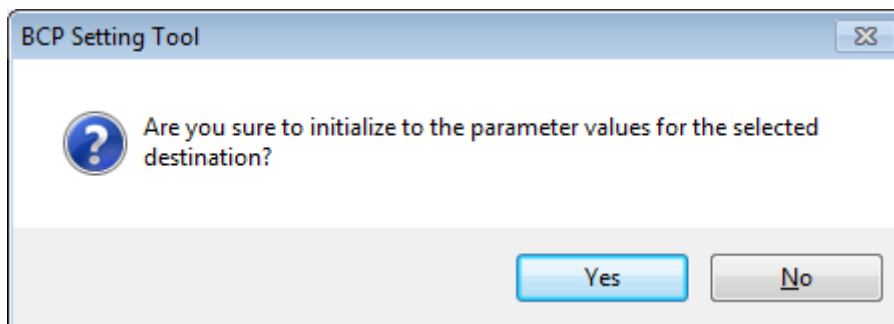 BCP Setting Tool
Are you sure to initialize to the parameter values for the selected
destination?
Yes
No